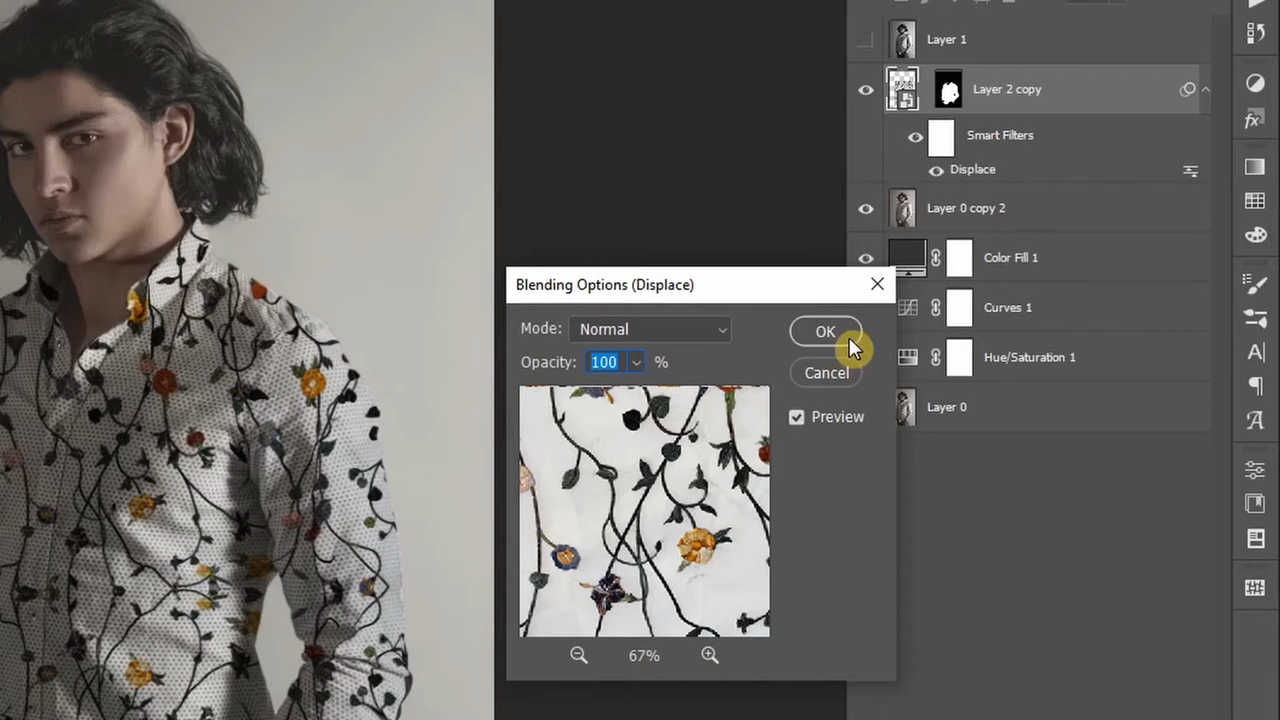 Layer 1
Layer 2 copy
Smart Filters
Displace
Layer 0 copy 2
Color Fill 1
Curves 1
Hue/Saturation 1
Layer 0
Blending Options (Displace)
Mode: Normal
OK
Opacity: 100 %
Cancel
Preview
67%
fx
A
A